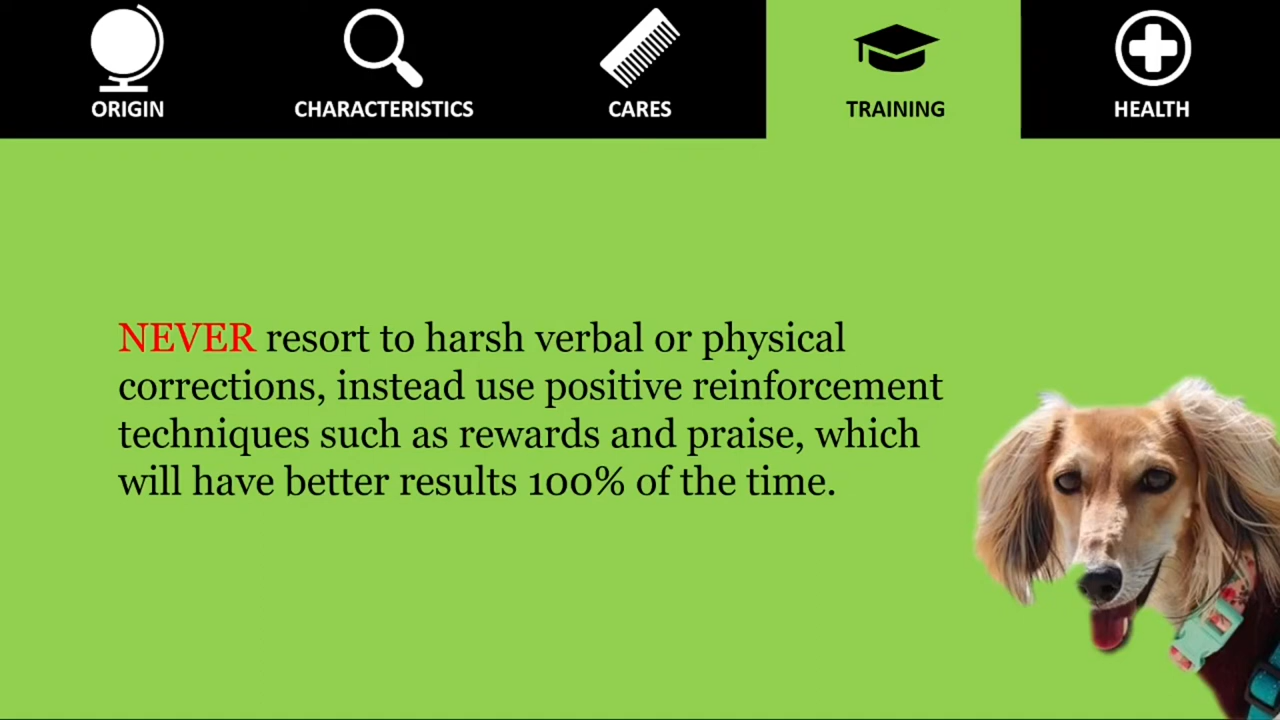 ORIGIN
CHARACTERISTICS
CARES
TRAINING
HEALTH
NEVER resort to harsh verbal or physical
corrections, instead use positive reinforcement
techniques such as rewards and praise, which
will have better results 100% of the time.